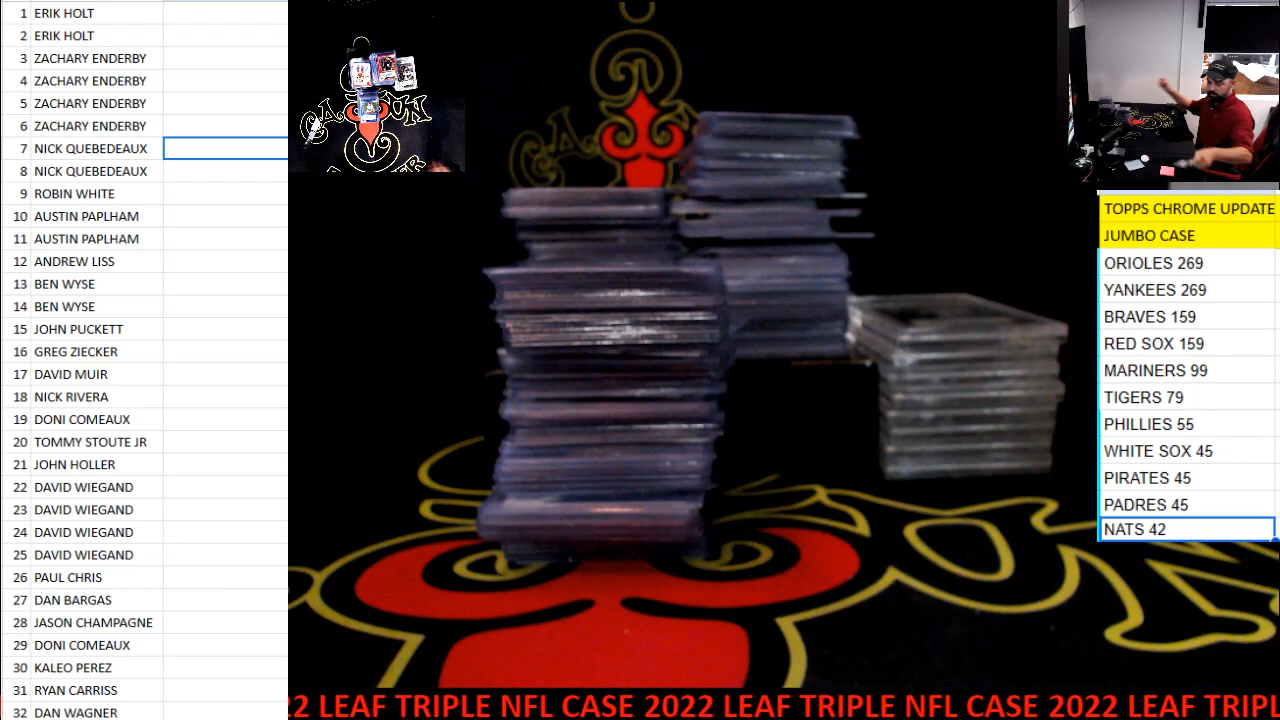 1 ERIK HOLT
2 ERIK HOLT
3 ZACHARY ENDERBY
4 ZACHARY ENDERBY
5 ZACHARY ENDERBY
6 ZACHARY ENDERBY
7 NICK QUEBEDEAUX
8 NICK QUEBEDEAUX
9 ROBIN WHITE
10 AUSTIN PAPLHAM
11 AUSTIN PAPLHAM
12 ANDREW LISS
13 BEN WYSE
14 BEN WYSE
15 JOHN PUCKETT
16 GREG ZIECKER
17 DAVID MUIR
18 NICK RIVERA
19 DONI COMEAUX
20 TOMMY STOUTE JR
21 JOHN HOLLER
22 DAVID WIEGAND
23 DAVID WIEGAND
24 DAVID WIEGAND
25 DAVID WIEGAND
26 PAUL CHRIS
27 DAN BARGAS
28 JASON CHAMPAGNE
29 DONI COMEAUX
30 KALEO PEREZ
31 RYAN CARRISS
32 DAN WAGNER
TOPPS CHROME UPDATE
JUMBO CASE
ORIOLES 269
YANKEES 269
BRAVES 159
RED SOX 159
MARINERS 99
TIGERS 79
PHILLIES 55
WHITE SOX 45
PIRATES 45
PADRES 45
NATS 42
22 LEAF TRIPLE NFL CASE 2022 LEAF TRIPLE NFL CASE 2022 LEAF TRIPL